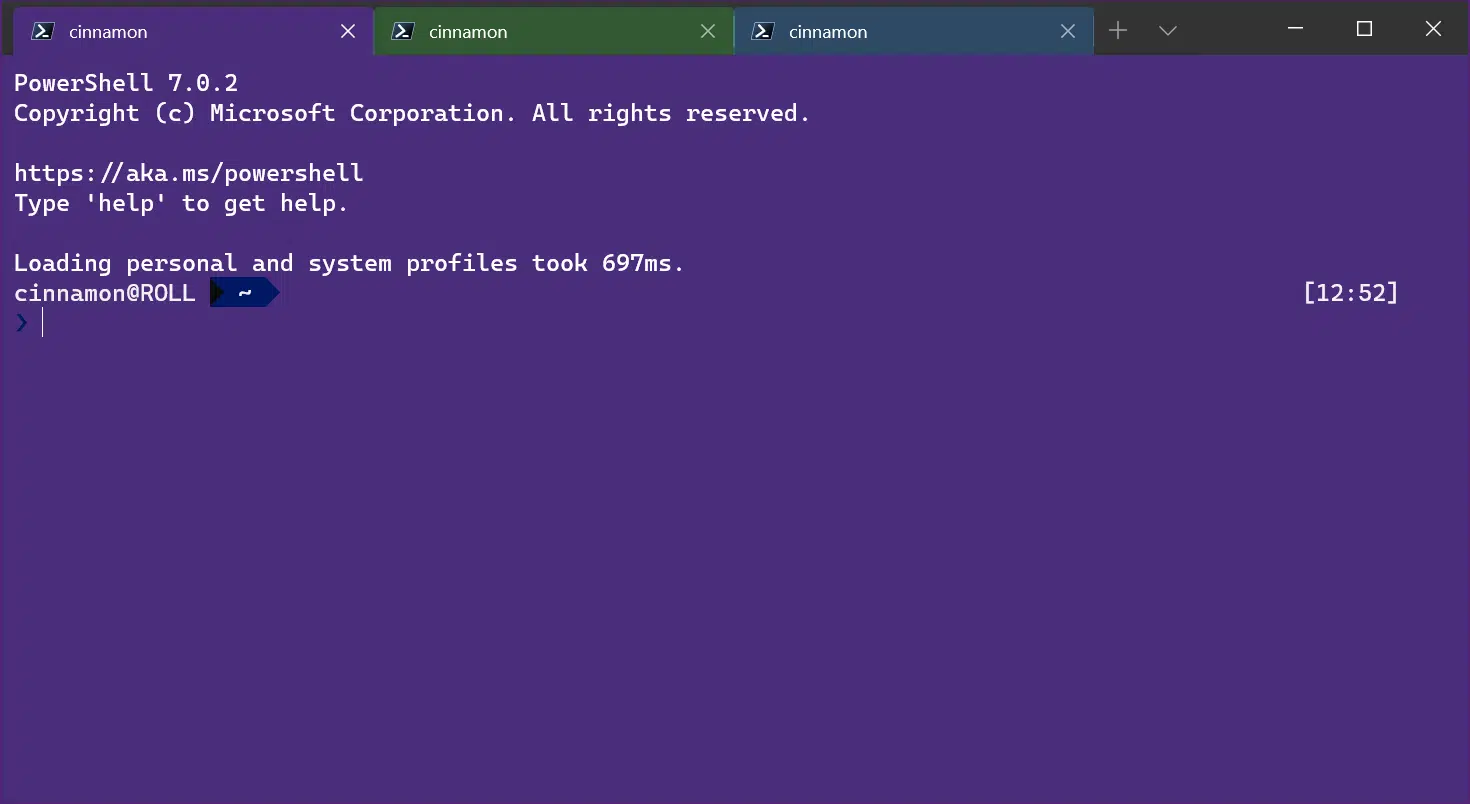 cinnamon cinnamon cinnamon
PowerShell 7.0.2
Copyright (c) Microsoft Corporation. All rights reserved.
https://aka.ms/powershell
Type 'help' to get help.
Loading personal and system profiles took 697ms.
cinnamon@ROLL ~ [12:52]
❯